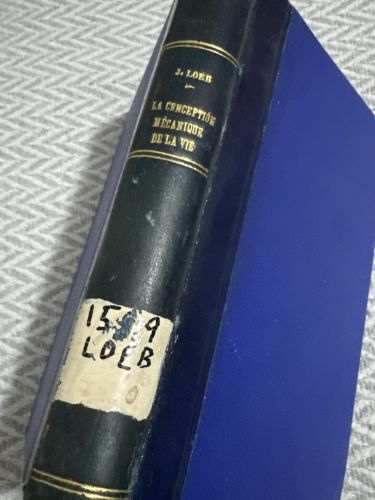 J. LOEB
LA CONCEPTION
MÉCANIQUE
DE LA VIE
LOEB